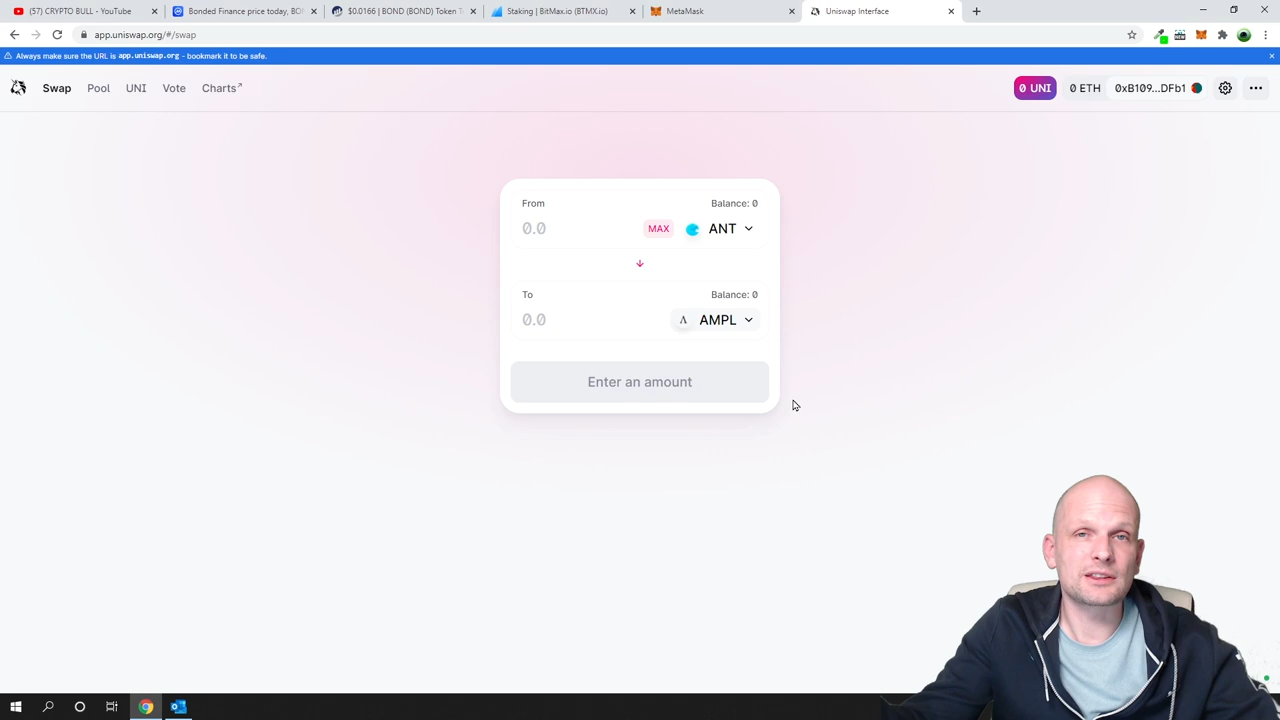 (57) CRYPTO BULL - YouTube
Bonded Finance price today, BON
$0.0166 | BOND (BOND) Token T
Staking | BitMax.io (BTMX.io)
MetaMask
Uniswap Interface
app.uniswap.org/#/swap
Always make sure the URL is app.uniswap.org - bookmark it to be safe.
Swap
Pool
UNI
Vote
Charts↗
0 UNI
0 ETH
0xB109...DFb1
From
Balance: 0
0.0
MAX
ANT
To
Balance: 0
0.0
AMPL
Enter an amount